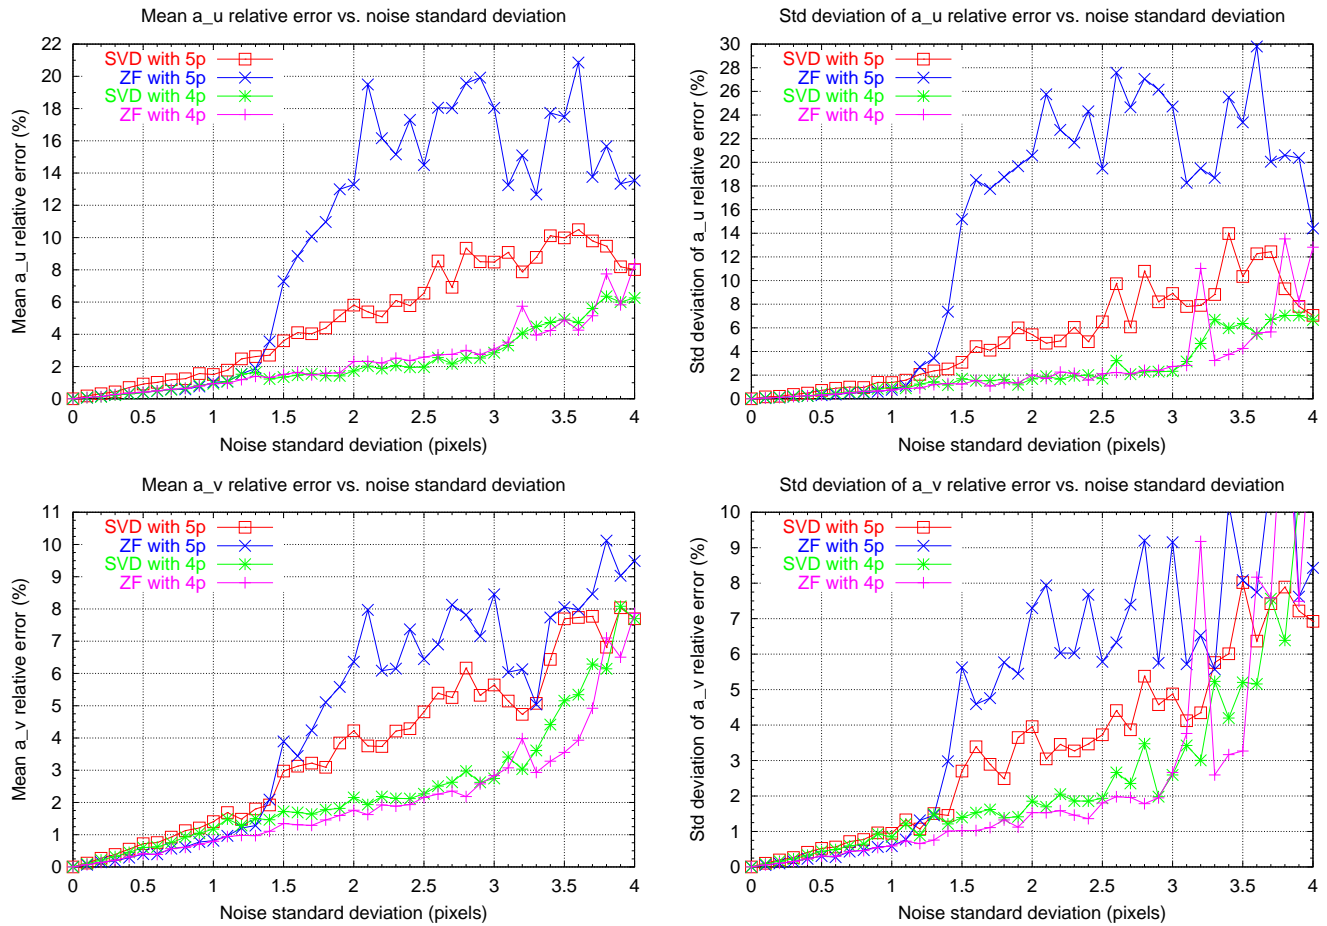 Mean a_u relative error vs. noise standard deviation
22
20
18
16
14
12
10
8
6
4
2
0
Mean a_u relative error (%)
SVD with 5p
ZF with 5p
SVD with 4p
ZF with 4p
0 0.5 1 1.5 2 2.5 3 3.5 4
Noise standard deviation (pixels)
Std deviation of a_u relative error vs. noise standard deviation
30
28
26
24
22
20
18
16
14
12
10
8
6
4
2
0
Std deviation of a_u relative error (%)
SVD with 5p
ZF with 5p
SVD with 4p
ZF with 4p
0 0.5 1 1.5 2 2.5 3 3.5 4
Noise standard deviation (pixels)
Mean a_v relative error vs. noise standard deviation
11
10
9
8
7
6
5
4
3
2
1
0
Mean a_v relative error (%)
SVD with 5p
ZF with 5p
SVD with 4p
ZF with 4p
0 0.5 1 1.5 2 2.5 3 3.5 4
Noise standard deviation (pixels)
Std deviation of a_v relative error vs. noise standard deviation
10
9
8
7
6
5
4
3
2
1
0
Std deviation of a_v relative error (%)
SVD with 5p
ZF with 5p
SVD with 4p
ZF with 4p
0 0.5 1 1.5 2 2.5 3 3.5 4
Noise standard deviation (pixels)